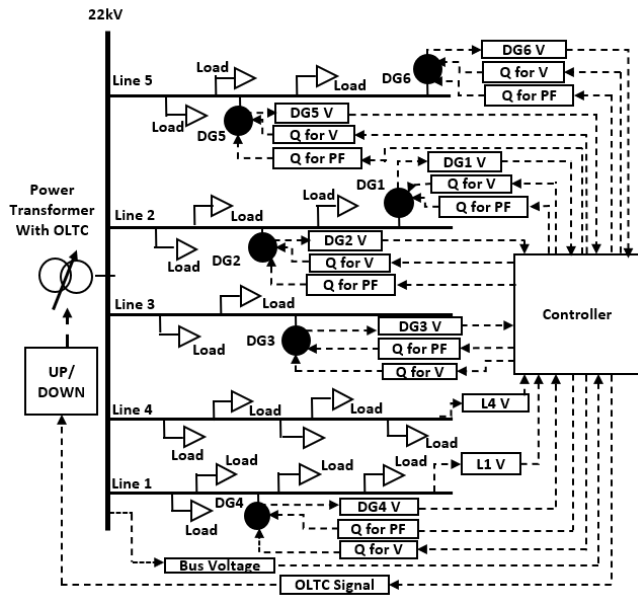 22kV
Load
Load
DG6
DG6 V
Q for V
Q for PF
Line 5
Load
DG5
DG5 V
Q for V
Q for PF
Power
Transformer
With OLTC
Load
Load
DG1
DG1 V
Q for V
Q for PF
Line 2
Load
DG2
DG2 V
Q for V
Q for PF
Load
Line 3
Load
DG3
DG3 V
Q for PF
Q for V
Controller
UP/
DOWN
Line 4
Load
Load
L4 V
Load
Load
Load
Load
Load
Load
L1 V
Line 1
Load
DG4
DG4 V
Q for PF
Q for V
Bus Voltage
OLTC Signal